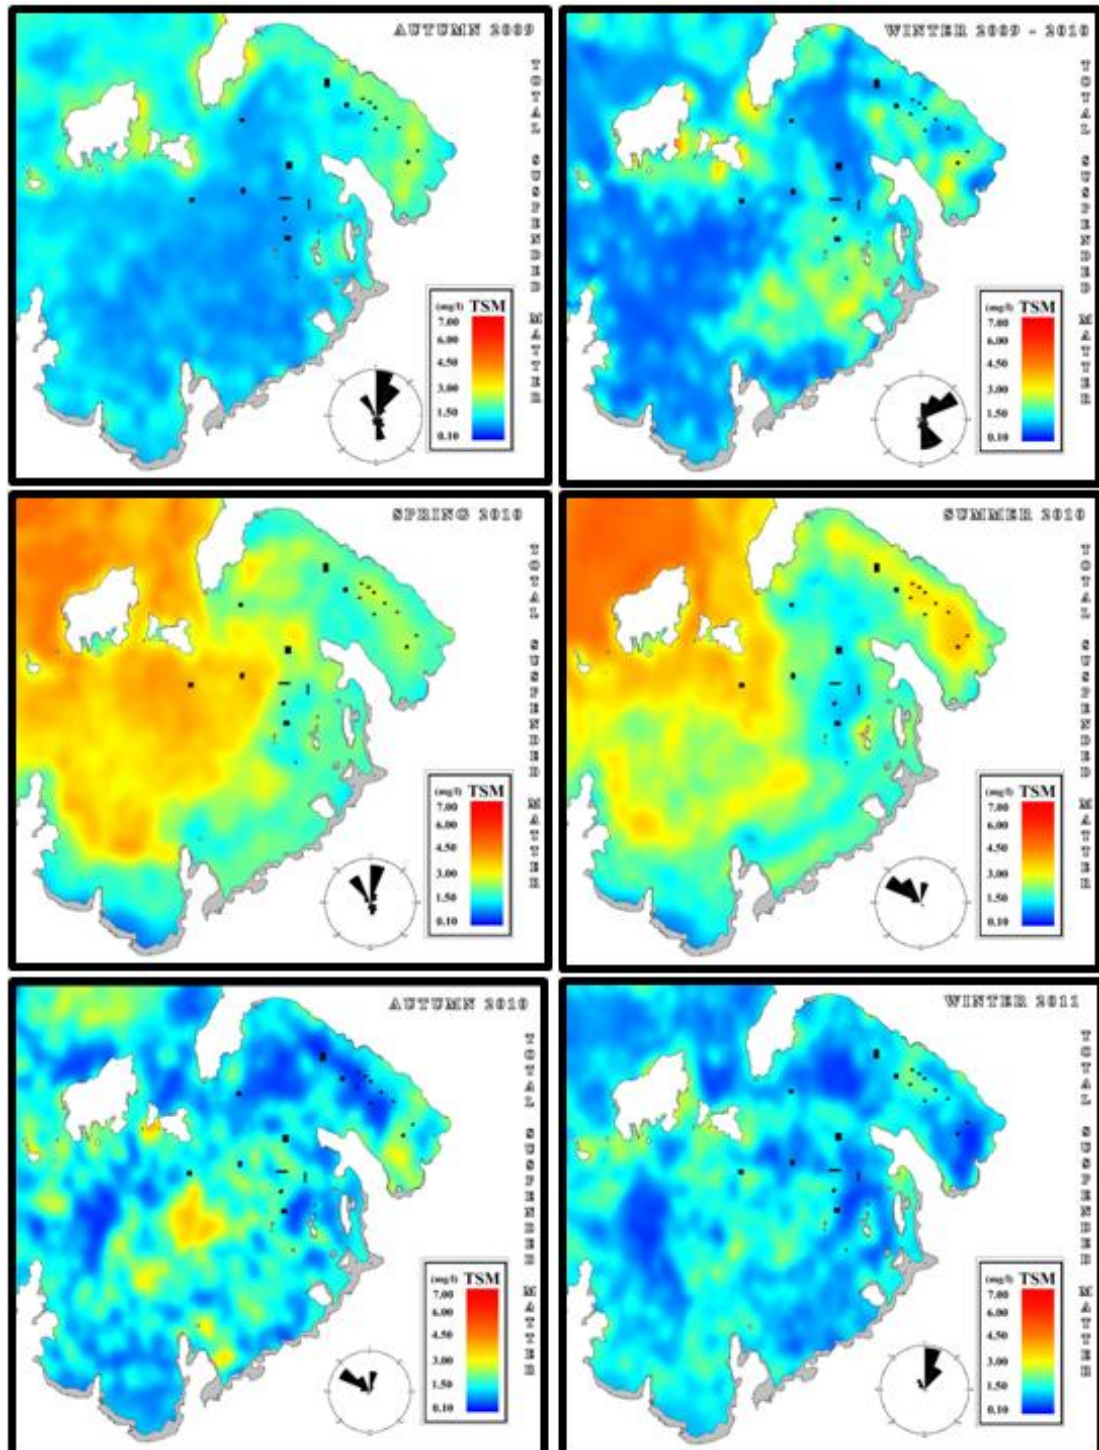 AUTUMN 2009
TOTAL SUSPENDED MATTER
(mg/l) TSM
7.00
6.00
4.50
3.00
1.50
0.10
WINTER 2009 - 2010
TOTAL SUSPENDED MATTER
(mg/l) TSM
7.00
6.00
4.50
3.00
1.50
0.10
SPRING 2010
TOTAL SUSPENDED MATTER
(mg/l) TSM
7.00
6.00
4.50
3.00
1.50
0.10
SUMMER 2010
TOTAL SUSPENDED MATTER
(mg/l) TSM
7.00
6.00
4.50
3.00
1.50
0.10
AUTUMN 2010
TOTAL SUSPENDED MATTER
(mg/l) TSM
7.00
6.00
4.50
3.00
1.50
0.10
WINTER 2011
TOTAL SUSPENDED MATTER
(mg/l) TSM
7.00
6.00
4.50
3.00
1.50
0.10